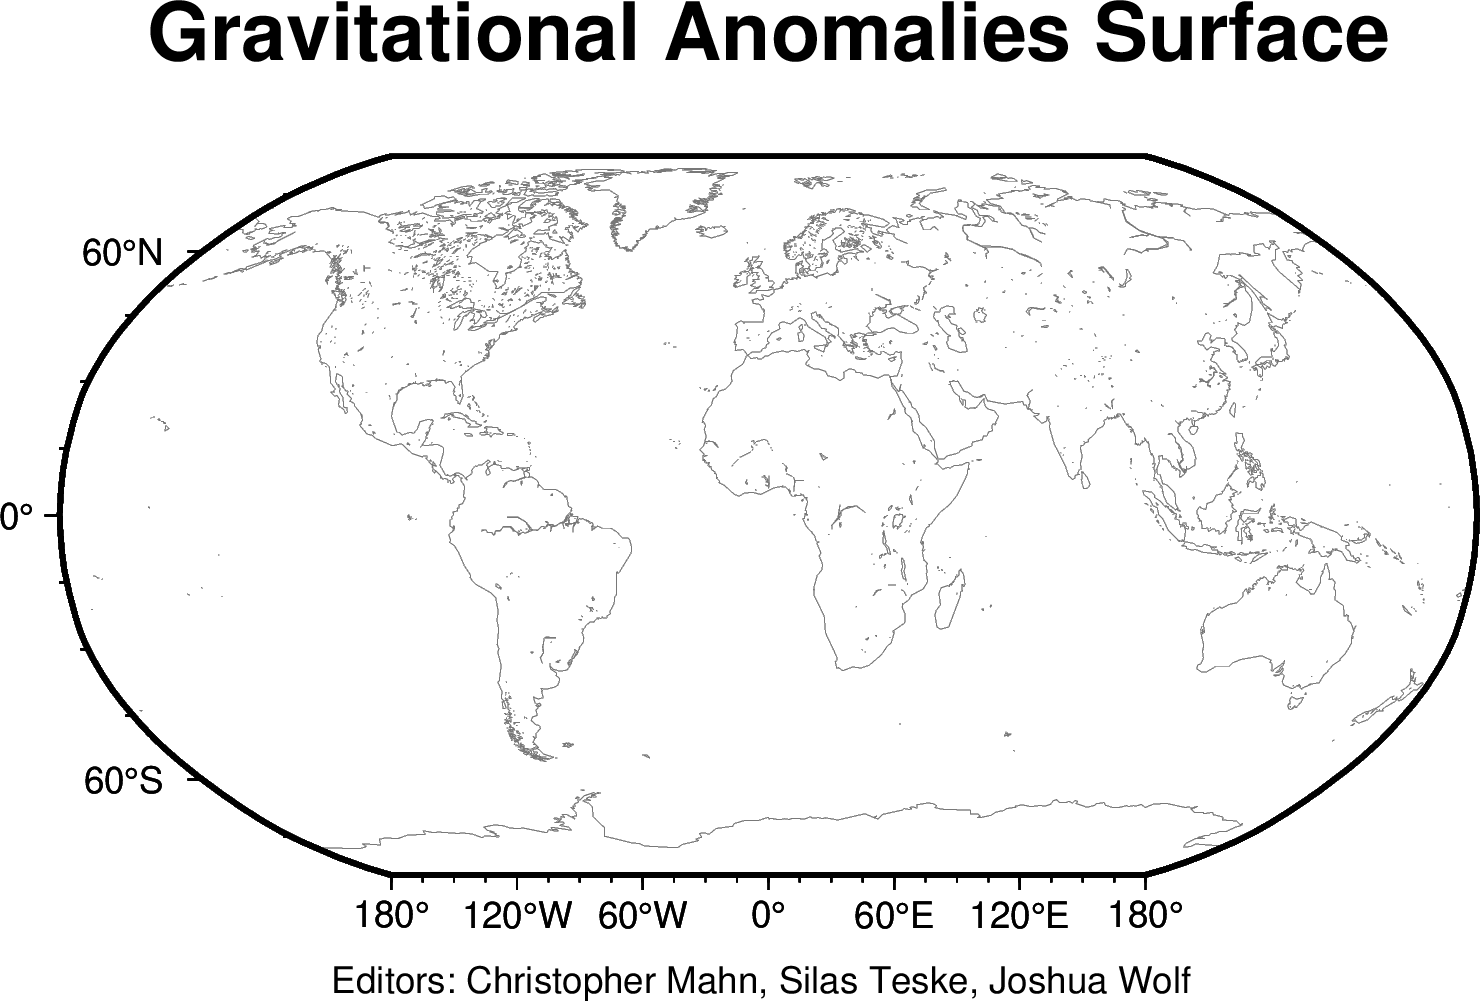 Gravitational Anomalies Surface
60°N
0°
60°S
180° 120°W 60°W 0° 60°E 120°E 180°
Editors: Christopher Mahn, Silas Teske, Joshua Wolf